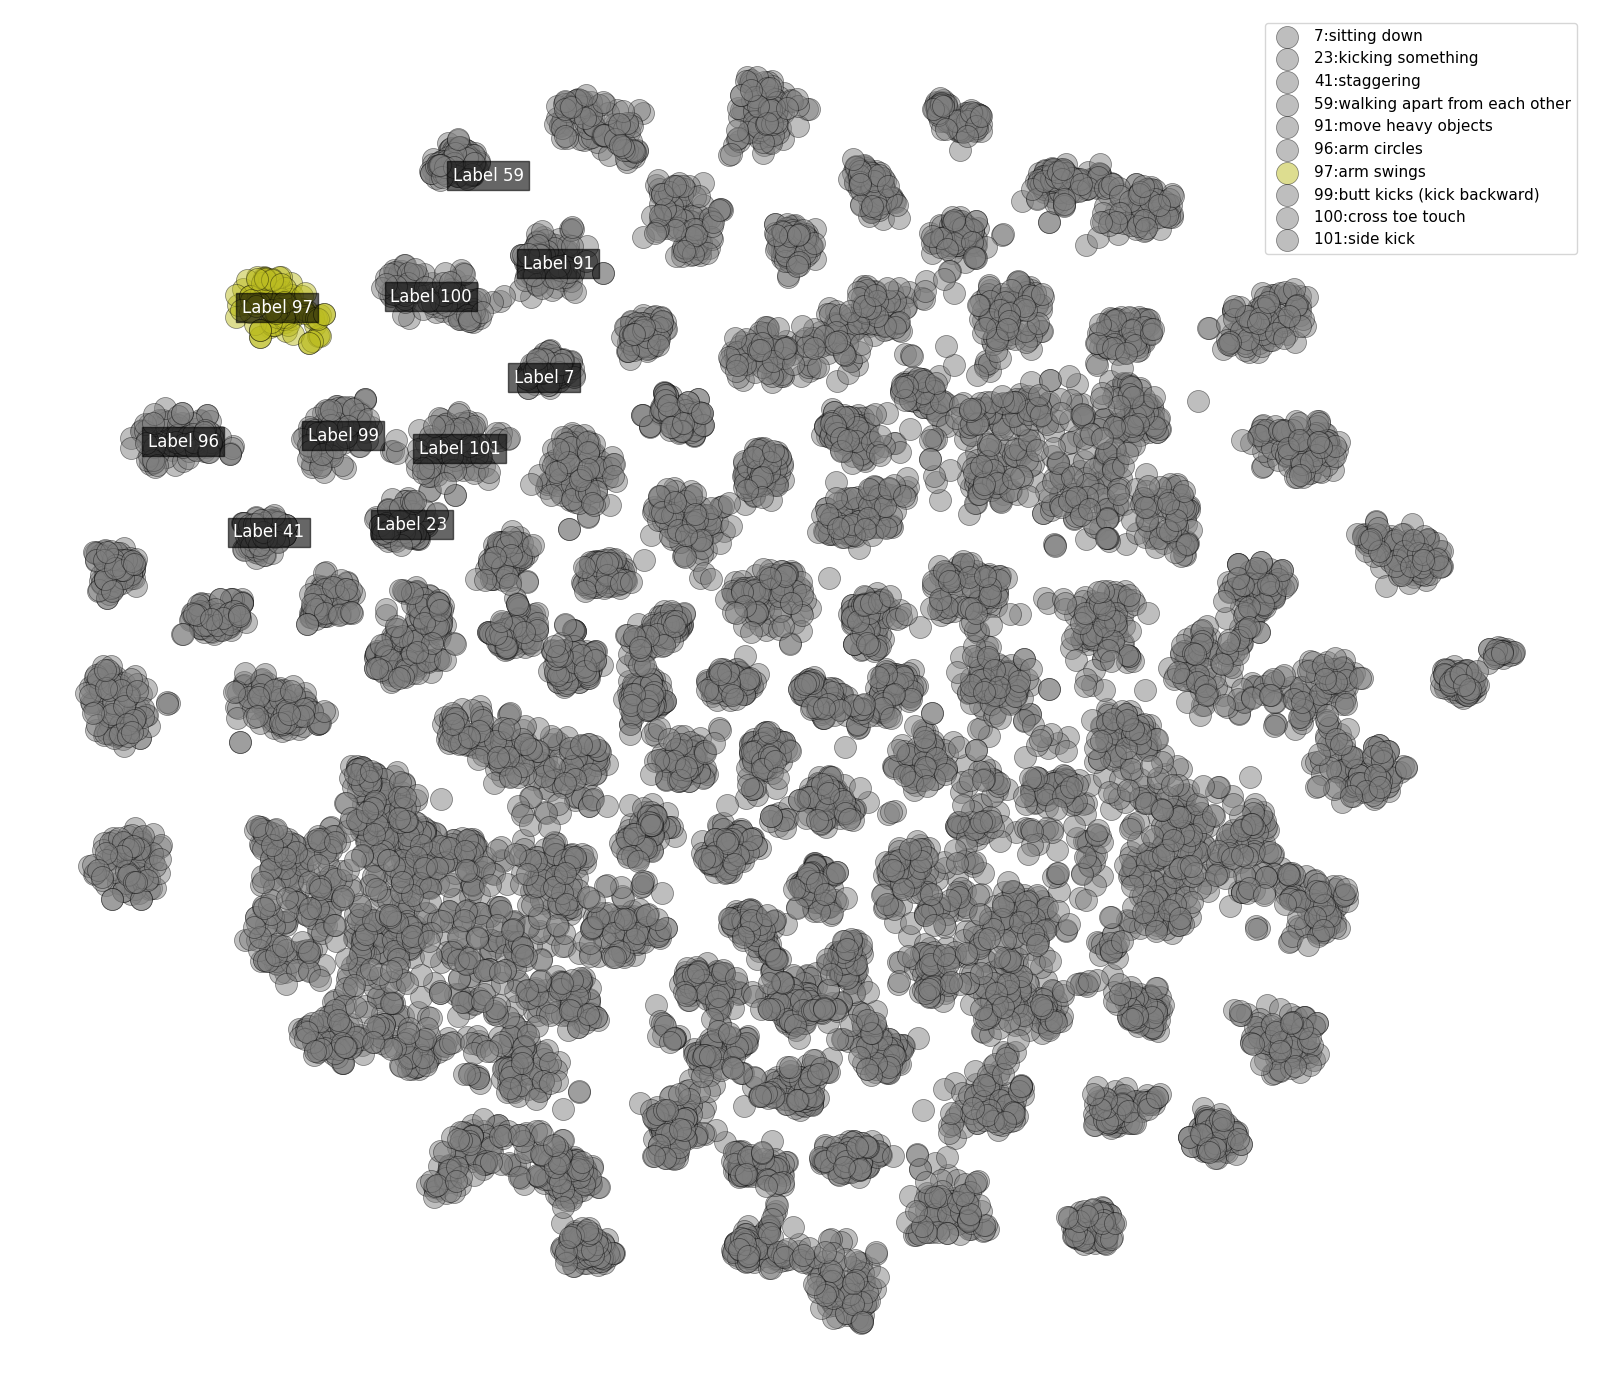 7:sitting down
23:kicking something
41:staggering
59:walking apart from each other
91:move heavy objects
96:arm circles
97:arm swings
99:butt kicks (kick backward)
100:cross toe touch
101:side kick
Label 59
Label 91
Label 100
Label 97
Label 7
Label 99
Label 96
Label 101
Label 23
Label 41